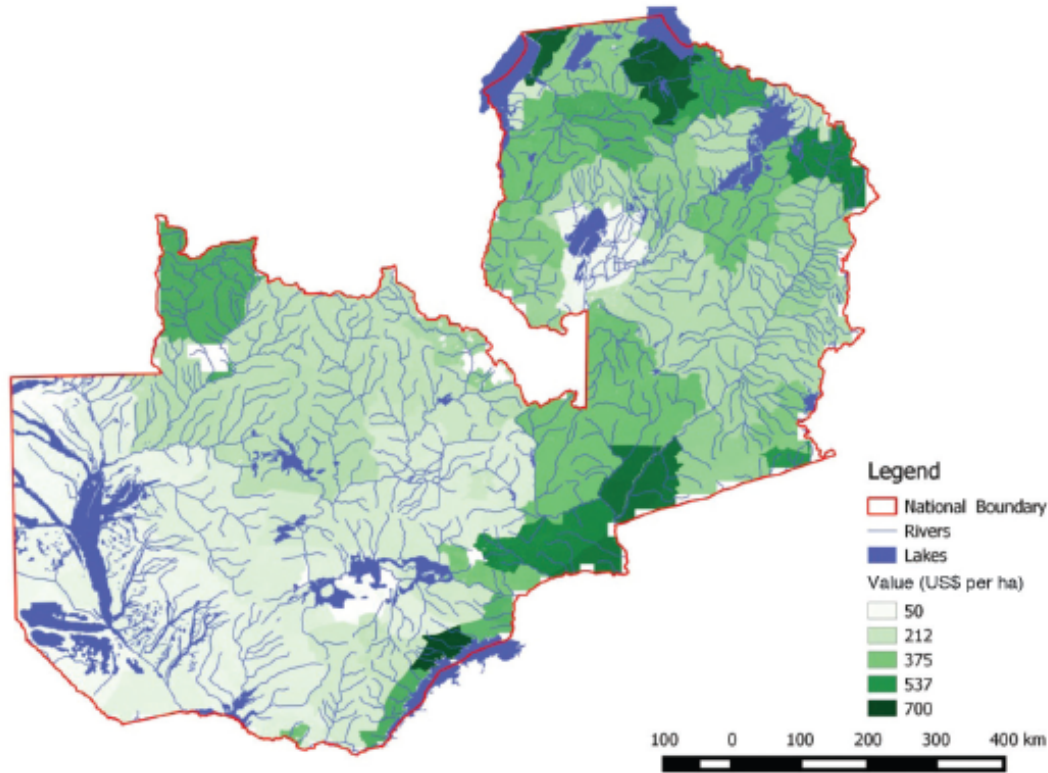 Legend
National Boundary
Rivers
Lakes
Value (US$ per ha)
50
212
375
537
700
100 0 100 200 300 400 km